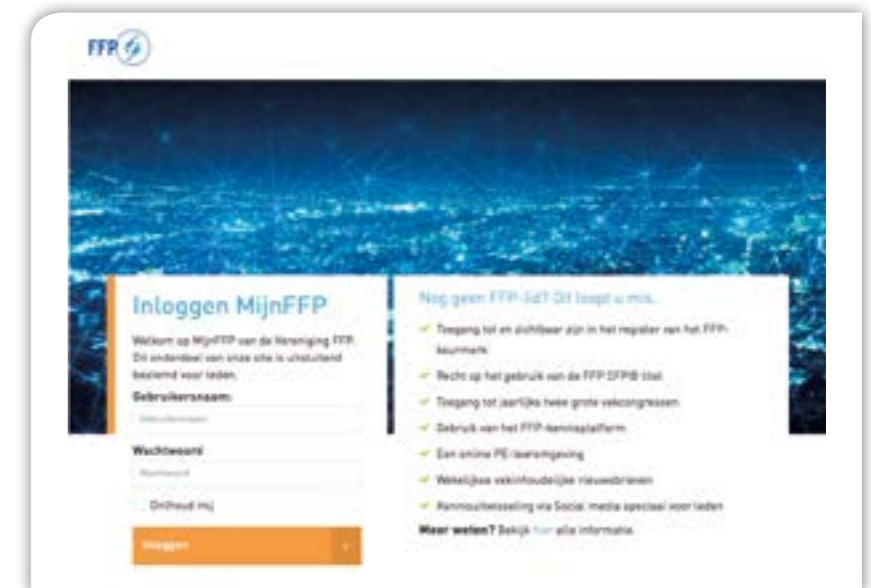 FFP
Inloggen MijnFFP
Welkom op MijnFFP van de Vereniging FFP.
Dit onderdeel van onze site is uitsluitend
bestemd voor leden.
Gebruikersnaam:
Gebruikersnaam
Wachtwoord
Wachtwoord
Onthoud mij
Inloggen
Nog geen FFP-lid? Dit loopt u mis.
Toegang tot en zichtbaar zijn in het register van het FFP-
keurmerk
Recht op het gebruik van de FFP CFP® titel
Toegang tot jaarlijks twee grote vakcongressen
Gebruik van het FFP-kennisplatform
Een online PE-leeromgeving
Wekelijkse vakinhoudelijke nieuwsbrieven
Kennisuitwisseling via Social media speciaal voor leden
Meer weten? Bekijk hier alle informatie.